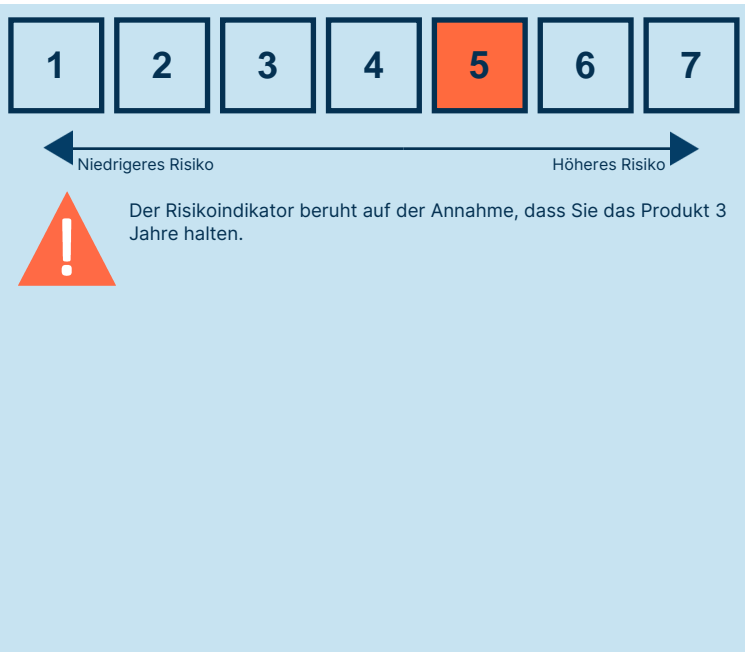 1 2 3 4 5 6 7
Niedrigeres Risiko Höheres Risiko
Der Risikoindikator beruht auf der Annahme, dass Sie das Produkt 3
Jahre halten.